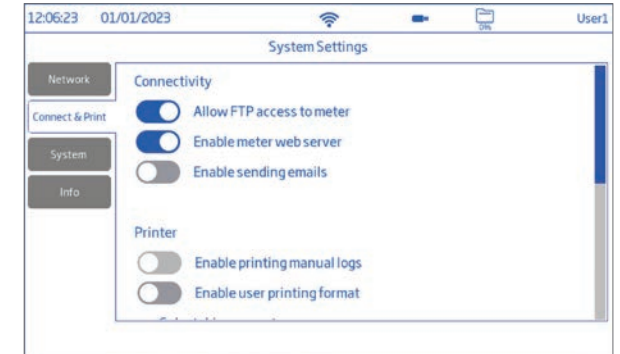 12:06:23 01/01/2023 0% User1
System Settings
Network
Connect & Print
System
Info
Connectivity
Allow FTP access to meter
Enable meter web server
Enable sending emails
Printer
Enable printing manual logs
Enable user printing format